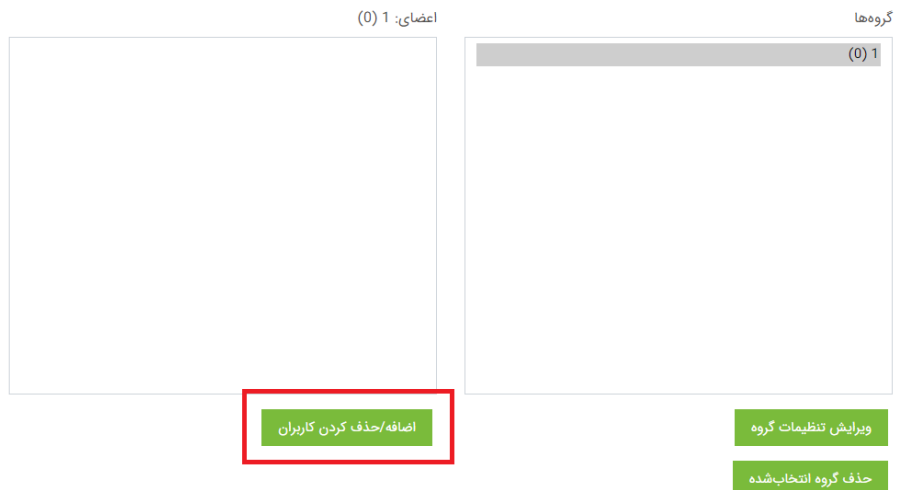 گروه‌ها
1 (0)
اعضای: 1 (0)
ویرایش تنظیمات گروه
اضافه/حذف کردن کاربران
حذف گروه انتخاب‌شده